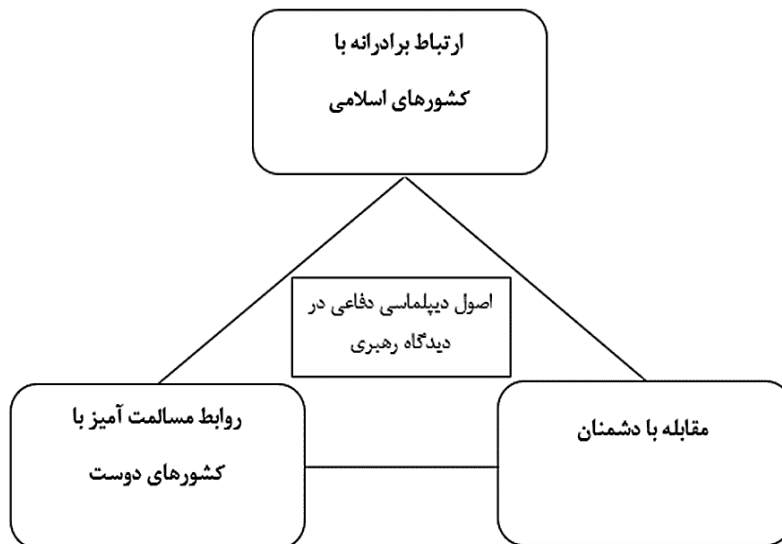 ارتباط برادرانه با
کشورهای اسلامی
اصول دیپلماسی دفاعی در
دیدگاه رهبری
مقابله با دشمنان
روابط مسالمت آمیز با
کشورهای دوست